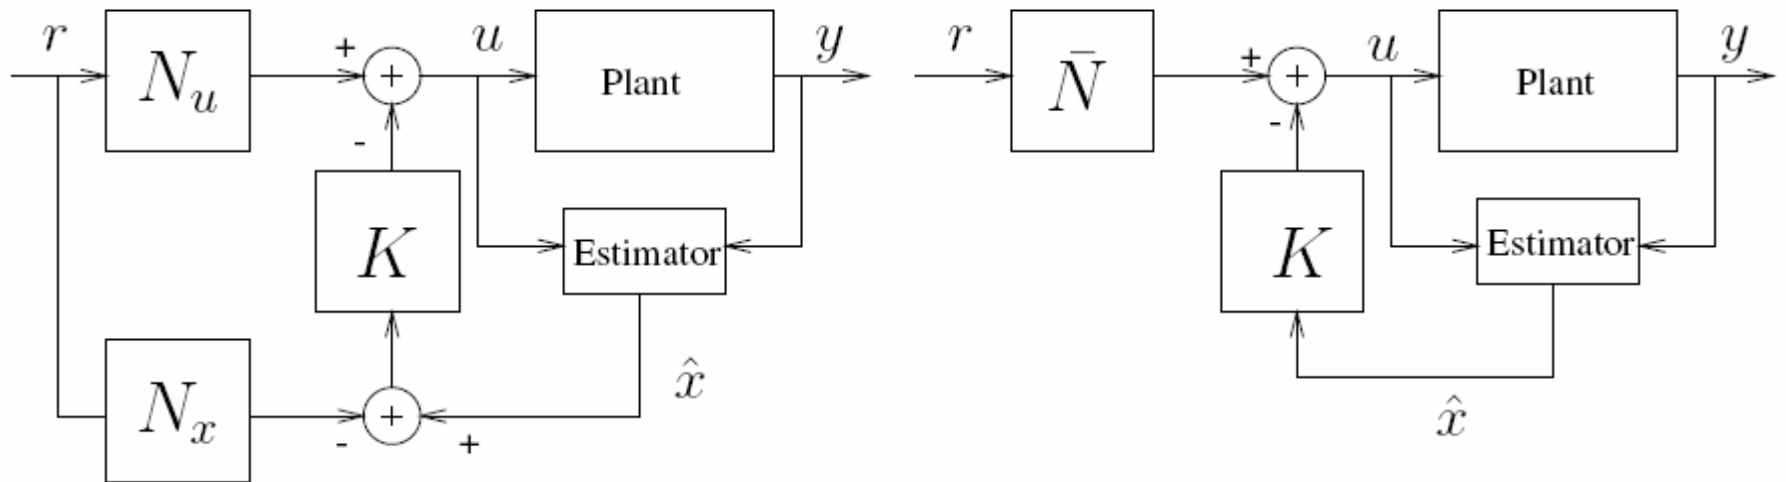 r
N_u
+
+
-
u
Plant
y
K
Estimator
N_x
-
+
+
x̂
r
N̄
+
+
-
u
Plant
y
K
Estimator
x̂